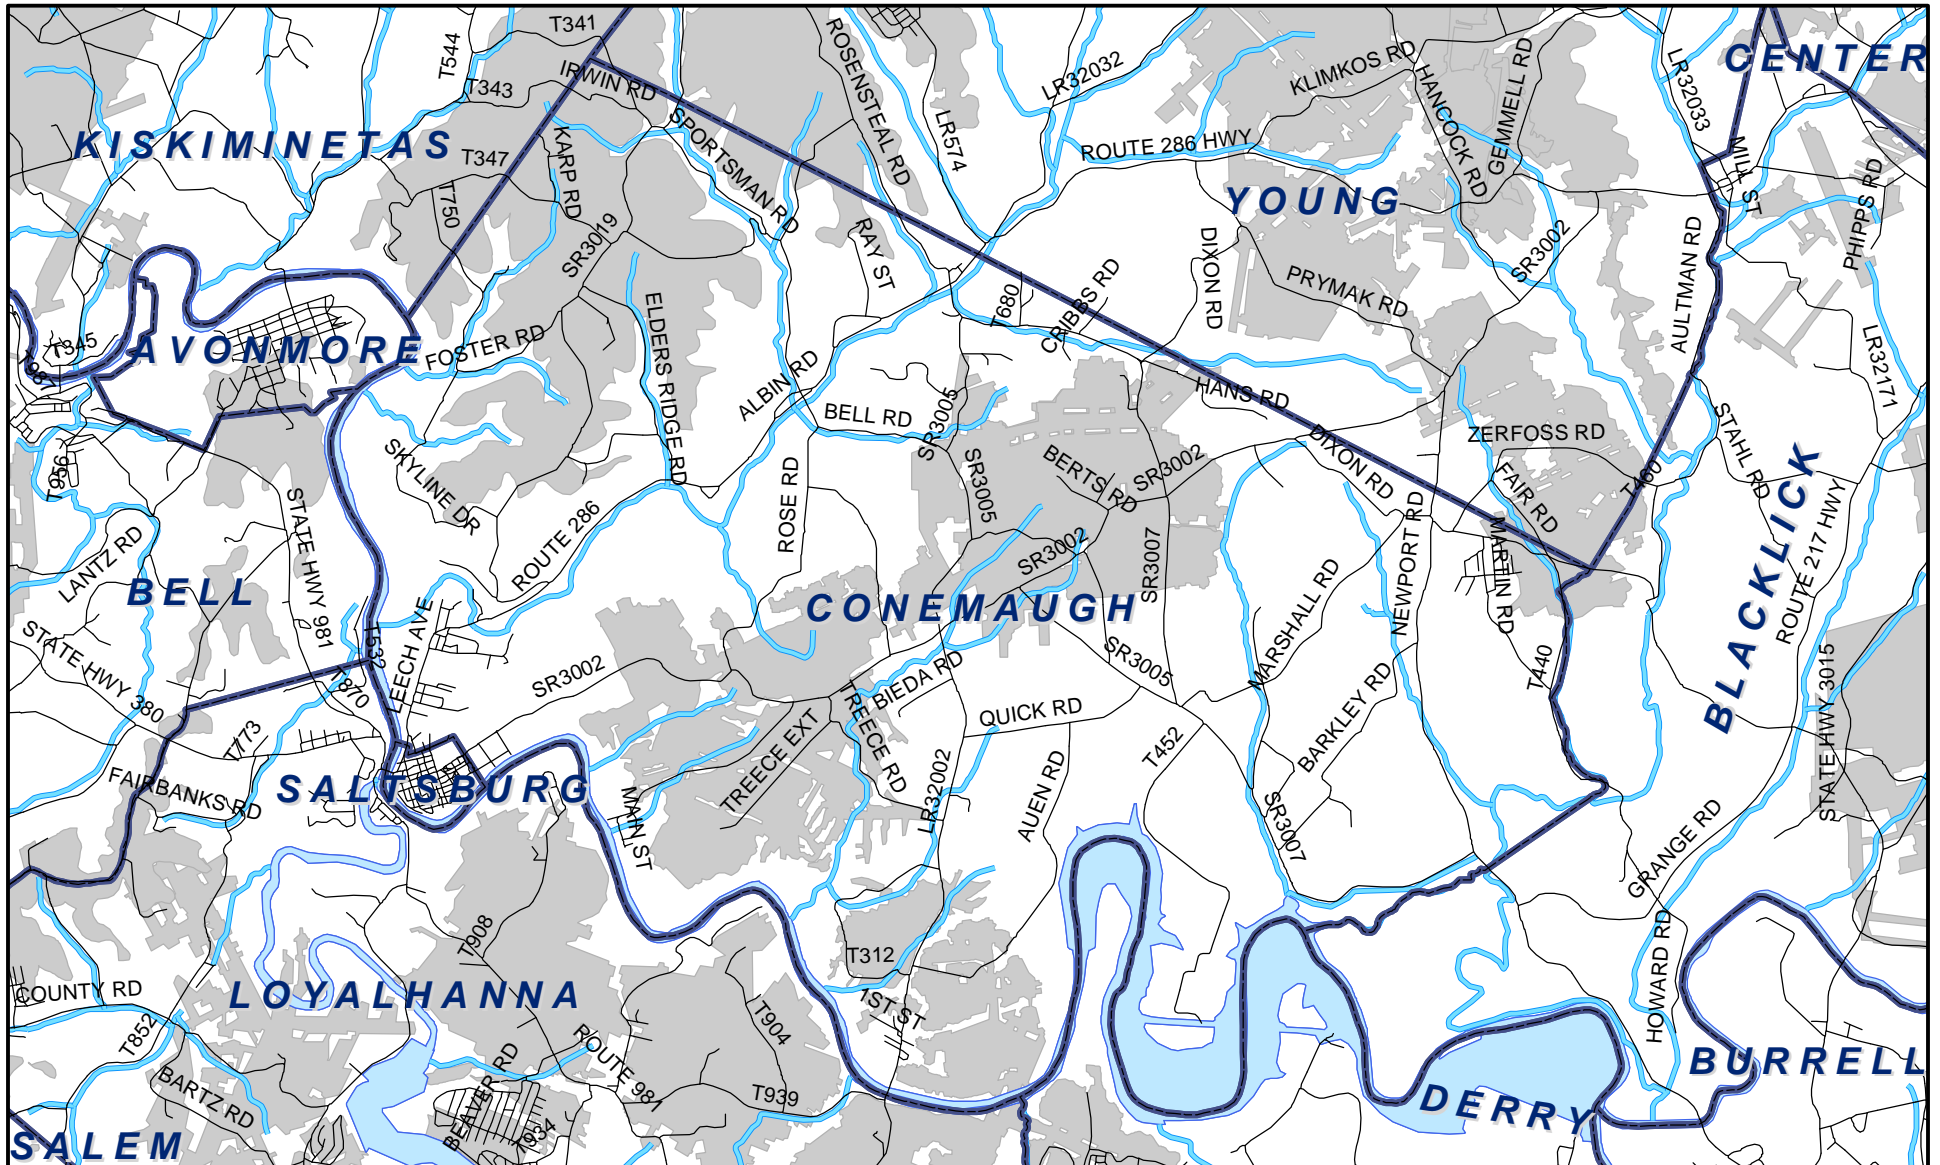 T341
T544
CENTER
ROSENSTEAL RD
KLIMKOS RD
GEMMELL RD
LR32033
LR32032
IRWIN RD
T343
HANCOCK RD
SPORTSMAN RD
LR574
KISKIMINETAS
T347
KARP RD
ROUTE 286 HWY
MILL ST
PHIPPS RD
T750
YOUNG
SR3019
RAY ST
DIXON RD
SR3002
AULTMAN RD
PRYMAK RD
T680
CRIBBS RD
ELDERS RIDGE RD
T345
T987
AVONMORE
FOSTER RD
LR32171
ALBIN RD
HANS RD
BELL RD
SR3005
STAHL RD
ZERFOSS RD
DIXON RD
SKYLINE DR
T956
ROSE RD
SR3005
BERTS RD
SR3002
FAIR RD
T460
BLACKLICK
STATE HWY 981
ROUTE 286
NEWPORT RD
MARTIN RD
ROUTE 217 HWY
LANTZ RD
SR3002
SR3007
BELL
CONEMAUGH
MARSHALL RD
LEECH AVE
T532
STATE HWY 380
T870
SR3002
BIEDA RD
SR3005
T440
STATE HWY 3015
TREECE RD
BARKLEY RD
QUICK RD
T773
TREECE EXT
T452
FAIRBANKS RD
SALTSBURG
MAIN ST
LR32002
AUEN RD
SR3007
GRANGE RD
T908
T312
HOWARD RD
COUNTY RD
LOYALHANNA
1ST ST
T852
T904
ROUTE 981
BEAVER RD
BURRELL
BARTZ RD
T939
DERRY
T934
SALEM